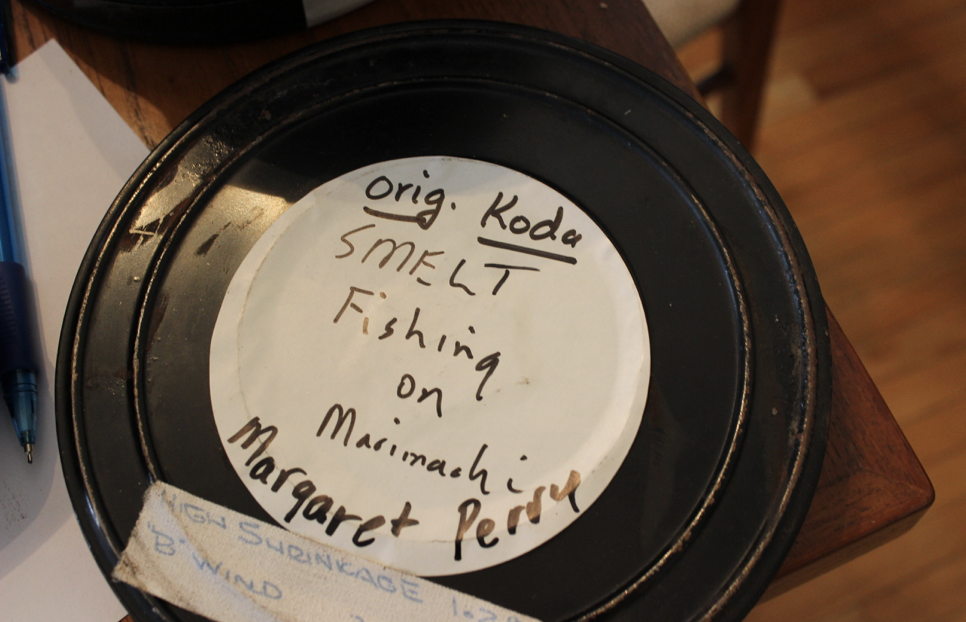 orig. Koda
SMELT
Fishing
on
Marimachi
Margaret Perry
HIGH SHRINKAGE
"B" WIND